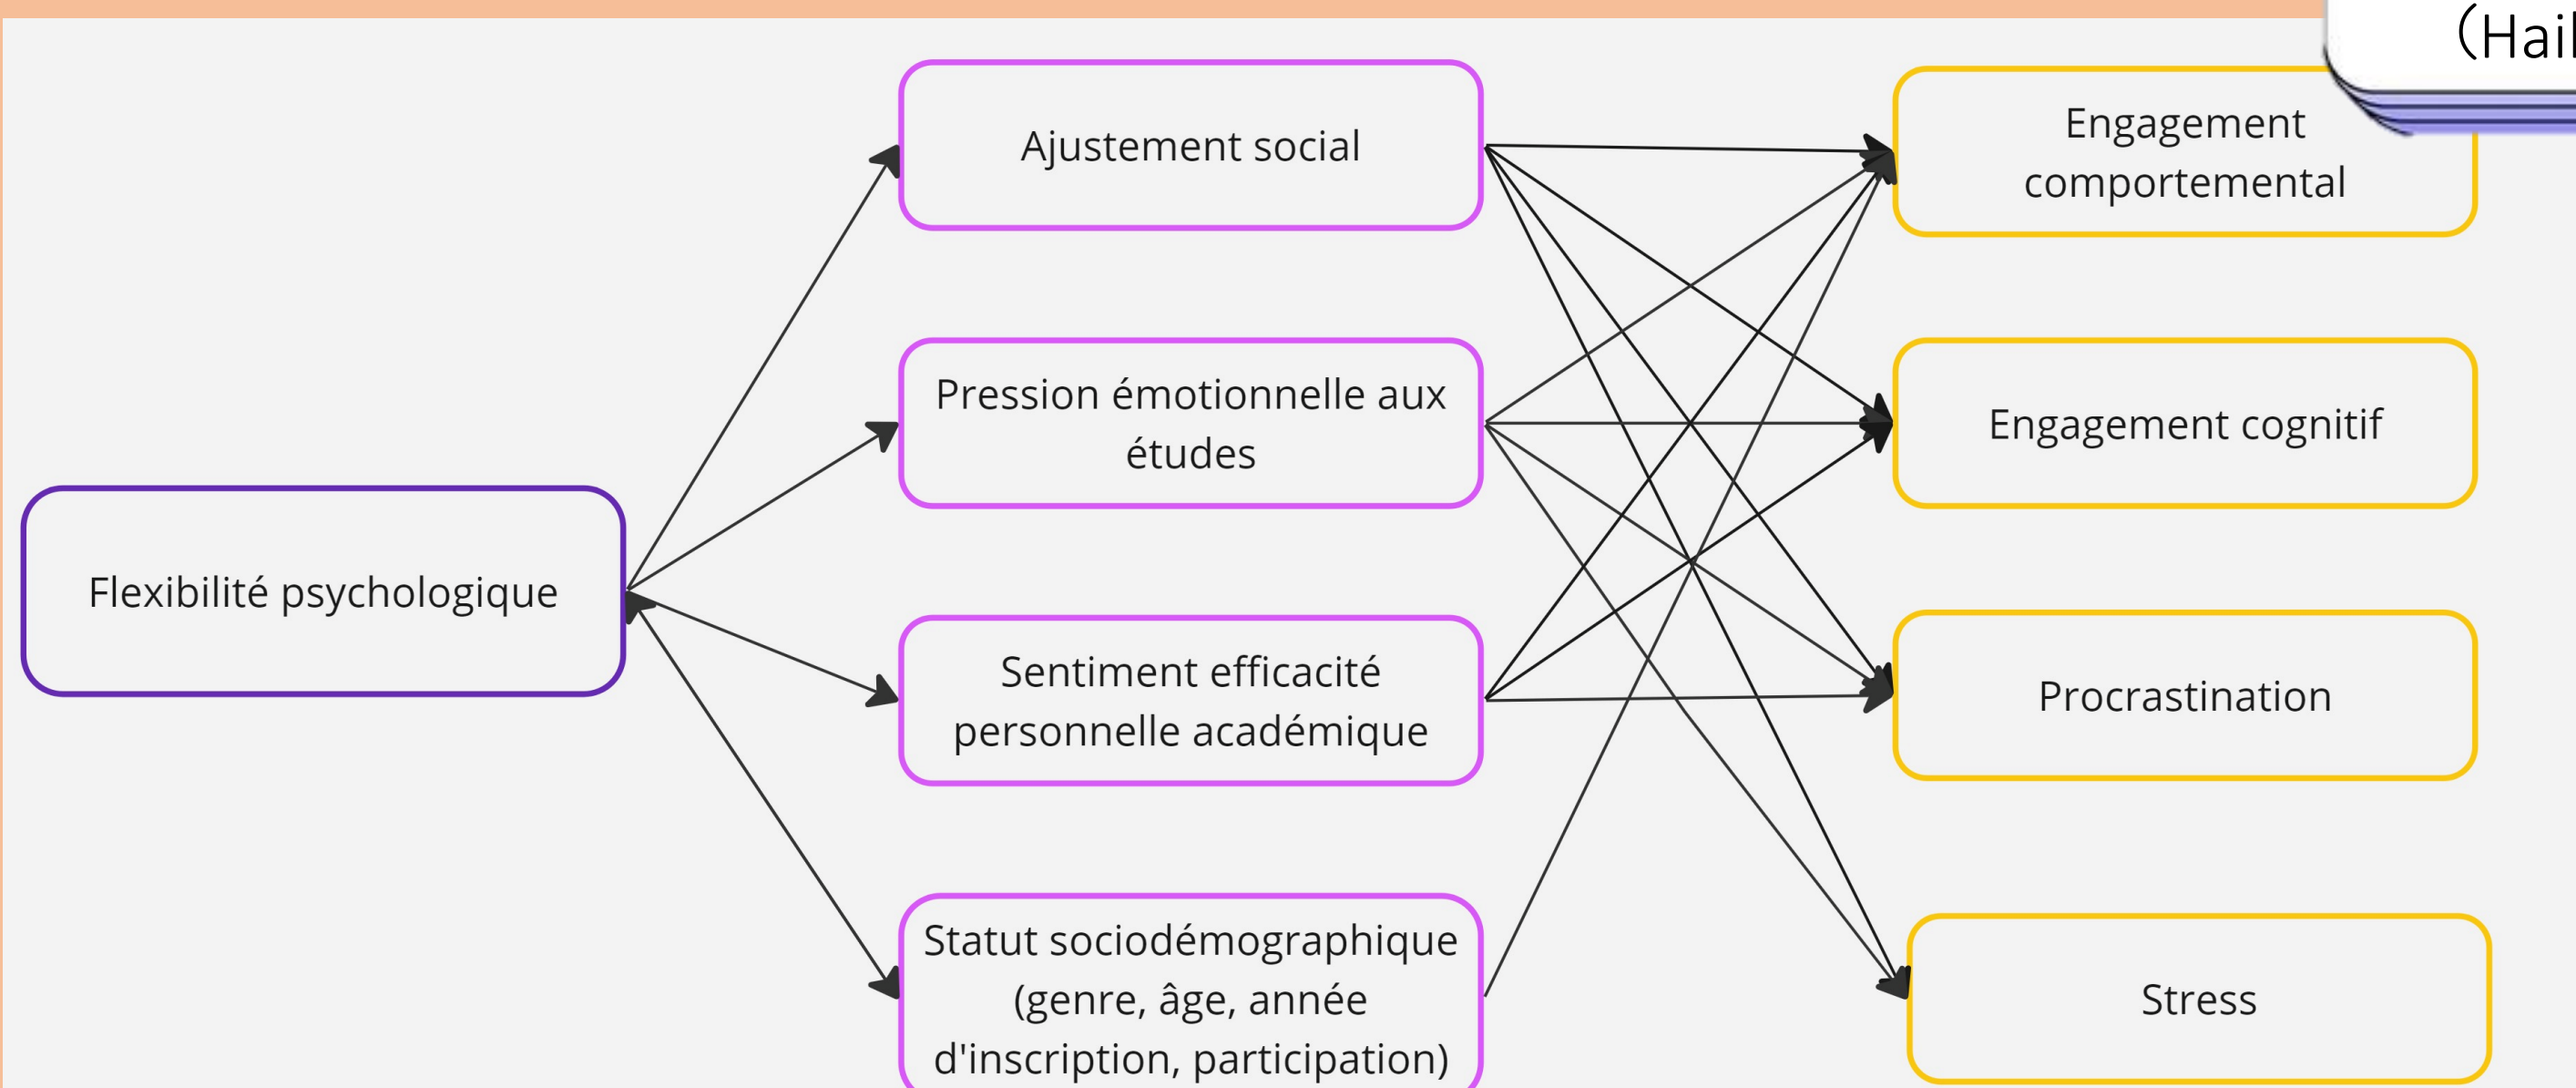 (Hail
Ajustement social
Engagement
comportemental
Pression émotionnelle aux
études
Engagement cognitif
Flexibilité psychologique
Sentiment efficacité
personnelle académique
Procrastination
Statut sociodémographique
(genre, âge, année
d'inscription, participation)
Stress